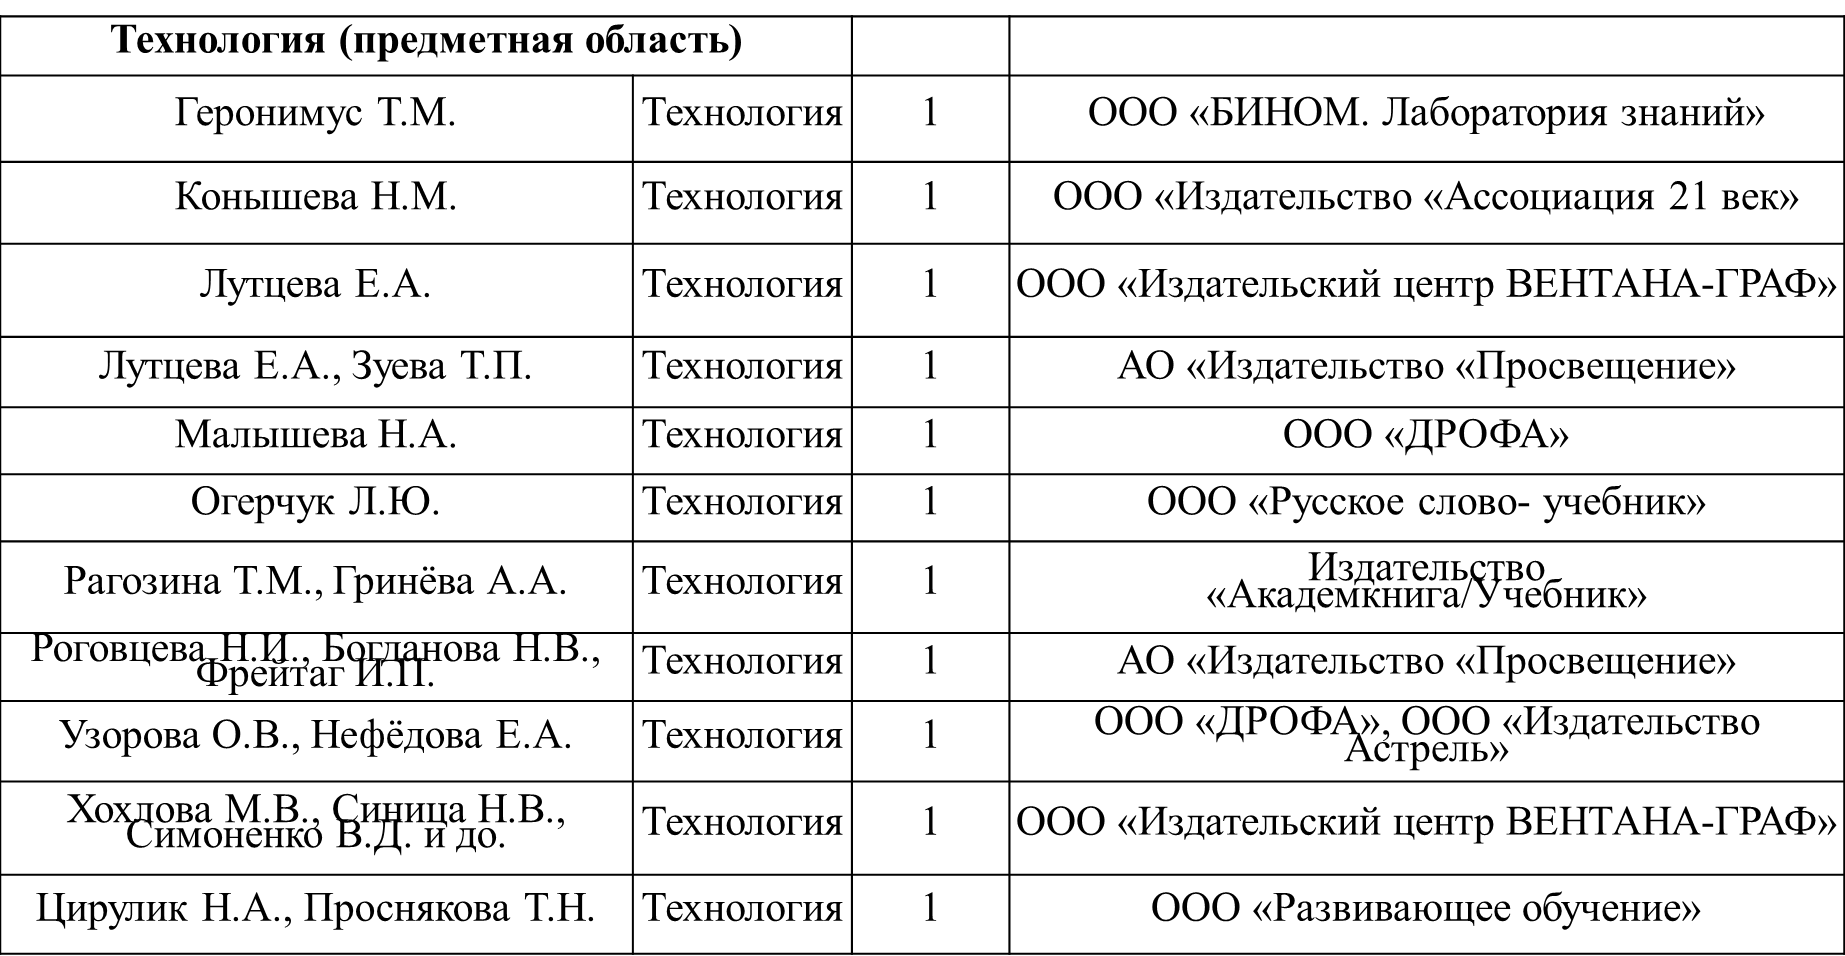 Технология (предметная область)
Геронимус Т.М. Технология 1 ООО «БИНОМ. Лаборатория знаний»
Конышева Н.М. Технология 1 ООО «Издательство «Ассоциация 21 век»
Лутцева Е.А. Технология 1 ООО «Издательский центр ВЕНТАНА-ГРАФ»
Лутцева Е.А., Зуева Т.П. Технология 1 АО «Издательство «Просвещение»
Малышева Н.А. Технология 1 ООО «ДРОФА»
Огерчук Л.Ю. Технология 1 ООО «Русское слово- учебник»
Рагозина Т.М., Гринёва А.А. Технология 1 Издательство
«Академкнига/Учебник»
Роговцева Н.И., Богданова Н.В.,
Фрейтаг И.П. Технология 1 АО «Издательство «Просвещение»
Узорова О.В., Нефёдова Е.А. Технология 1 ООО «ДРОФА», ООО «Издательство
Астрель»
Хохлова М.В., Синица Н.В.,
Симоненко В.Д. и до. Технология 1 ООО «Издательский центр ВЕНТАНА-ГРАФ»
Цирулик Н.А., Проснякова Т.Н. Технология 1 ООО «Развивающее обучение»